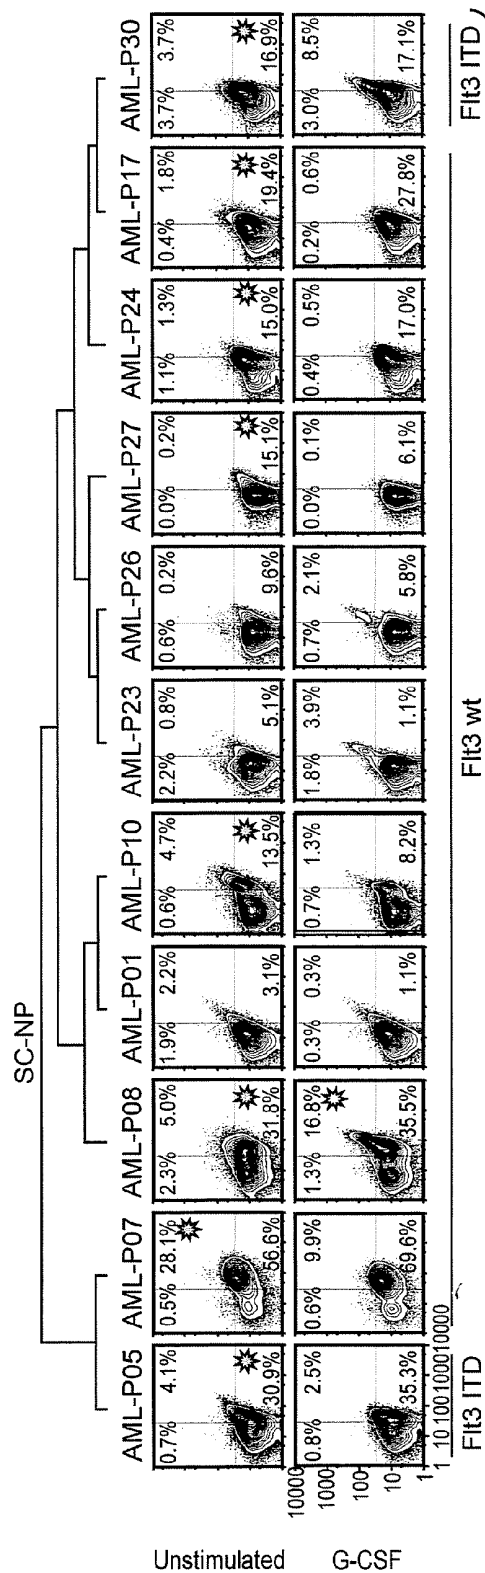 SC-NP
AML-P05 AML-P07 AML-P08 AML-P01 AML-P10 AML-P23 AML-P26 AML-P27 AML-P24 AML-P17 AML-P30
Unstimulated
0.7% 4.1% 0.5% 28.1% 2.3% 5.0% 1.9% 2.2% 0.6% 4.7% 2.2% 0.8% 0.6% 0.2% 0.0% 0.2% 1.1% 1.3% 0.4% 1.8% 3.7% 3.7%
30.9% 56.6% 31.8% 3.1% 13.5% 5.1% 9.6% 15.1% 15.0% 19.4% 16.9%
G-CSF
10000
1000
100
10
1
0.8% 2.5% 0.6% 9.9% 1.3% 16.8% 0.3% 0.3% 0.7% 1.3% 1.8% 3.9% 0.7% 2.1% 0.0% 0.1% 0.4% 0.5% 0.2% 0.6% 3.0% 8.5%
35.3% 69.6% 35.5% 1.1% 8.2% 1.1% 5.8% 6.1% 17.0% 27.8% 17.1%
1 10 100 1000 10000
Flt3 ITD Flt3 wt Flt3 ITD